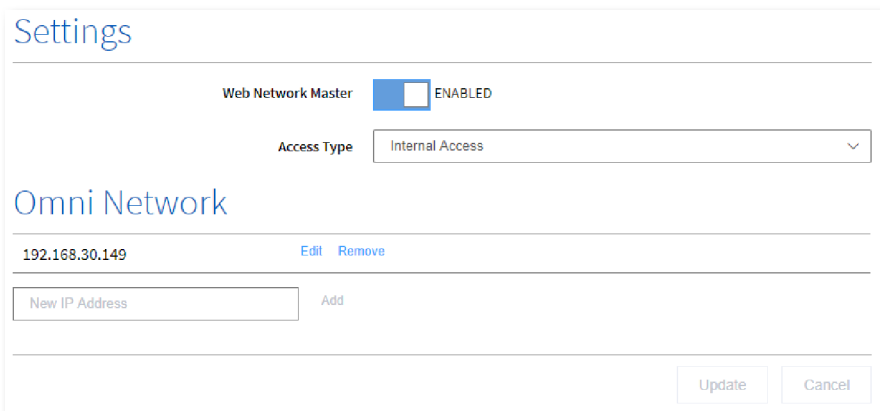 Settings
Web Network Master ENABLED
Access Type Internal Access
Omni Network
192.168.30.149 Edit Remove
New IP Address Add
Update Cancel